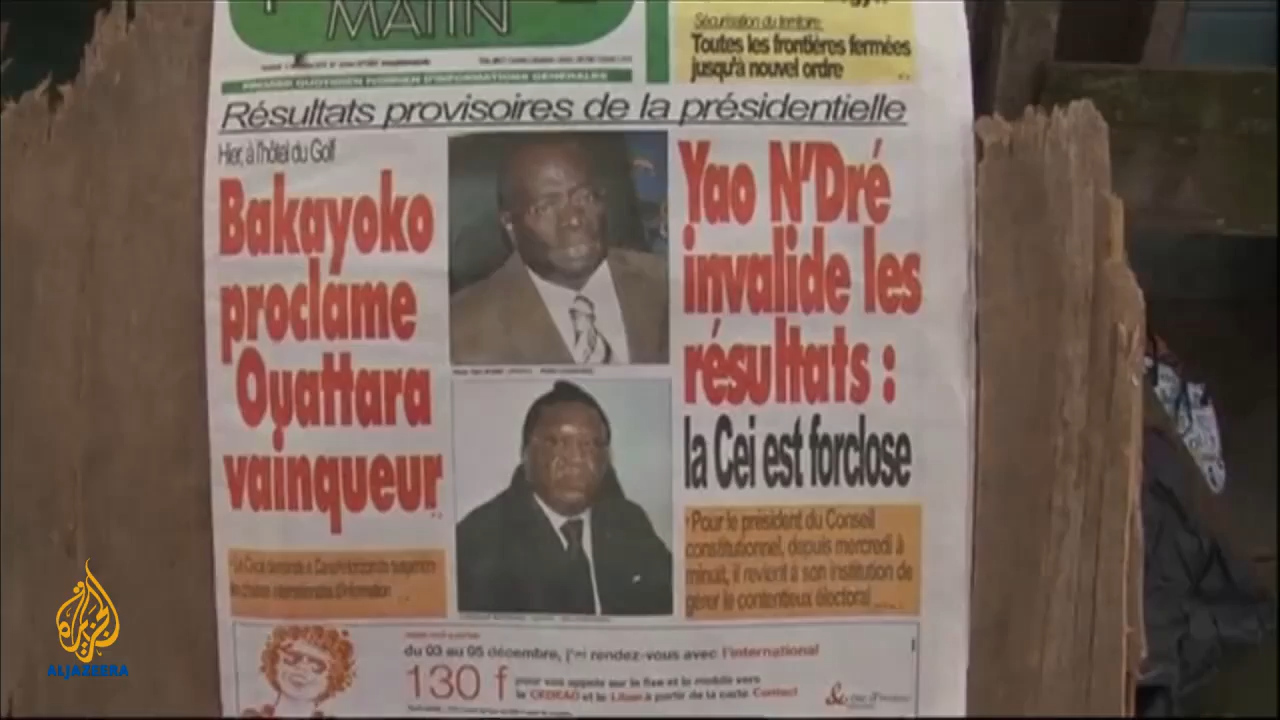 MATIN
Sécurisation du territoire
Toutes les frontières fermées
jusqu'à nouvel ordre
QUOTIDIEN IVOIRIEN D'INFORMATIONS GÉNÉRALES
Résultats provisoires de la présidentielle
Hier, à l'hôtel du Golf
Bakayoko
proclame
Ouattara
vainqueur
Yao N'Dré
invalide les
résultats :
la Cei est forclose
Pour le président du Conseil
constitutionnel, depuis mercredi à
minuit, il revient à son institution de
gérer le contentieux électoral
du 03 au 05 décembre, j'ai rendez-vous avec l'international
130 f
pour vos appels sur le fixe et le mobile vers
la CEDEAO et le Liban à partir de la carte Contact
ALJAZEERA